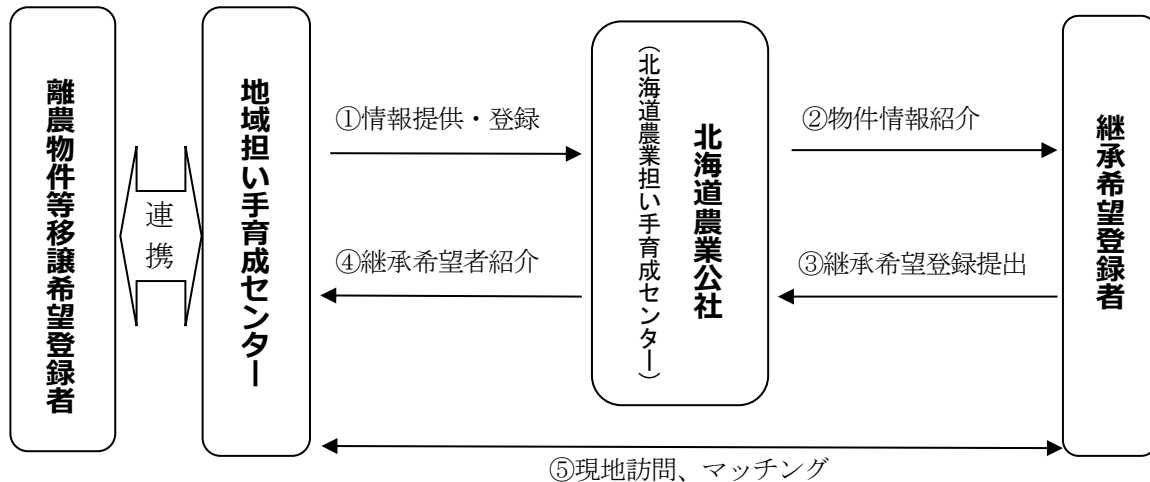 離農物件等移譲希望登録者
連
携
地域担い手育成センター
①情報提供・登録
④継承希望者紹介
北海道農業公社
（北海道農業担い手育成センター）
②物件情報紹介
③継承希望登録提出
継承希望登録者
⑤現地訪問、マッチング